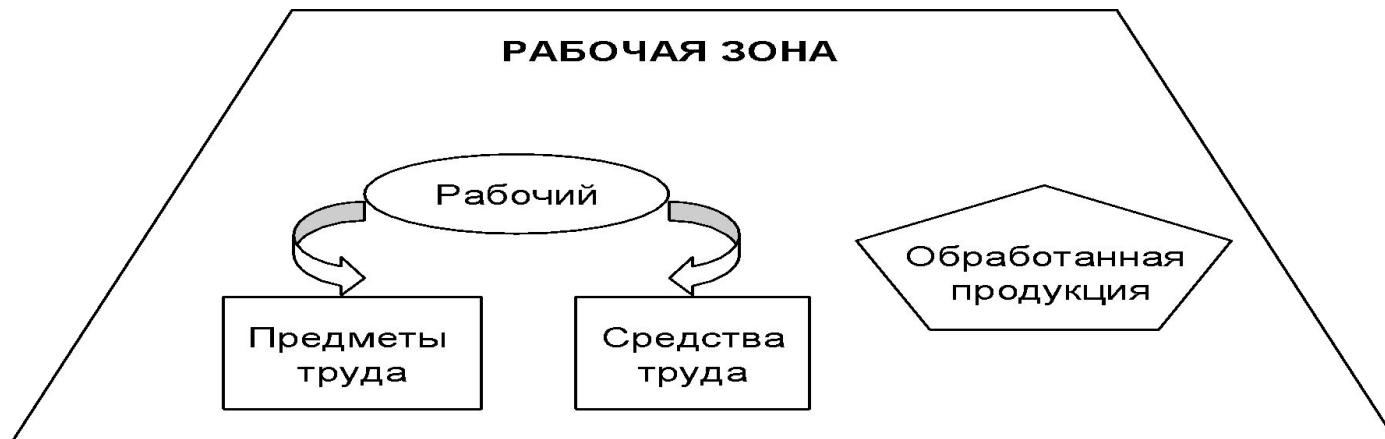 РАБОЧАЯ ЗОНА
Рабочий
Предметы
труда
Средства
труда
Обработанная
продукция